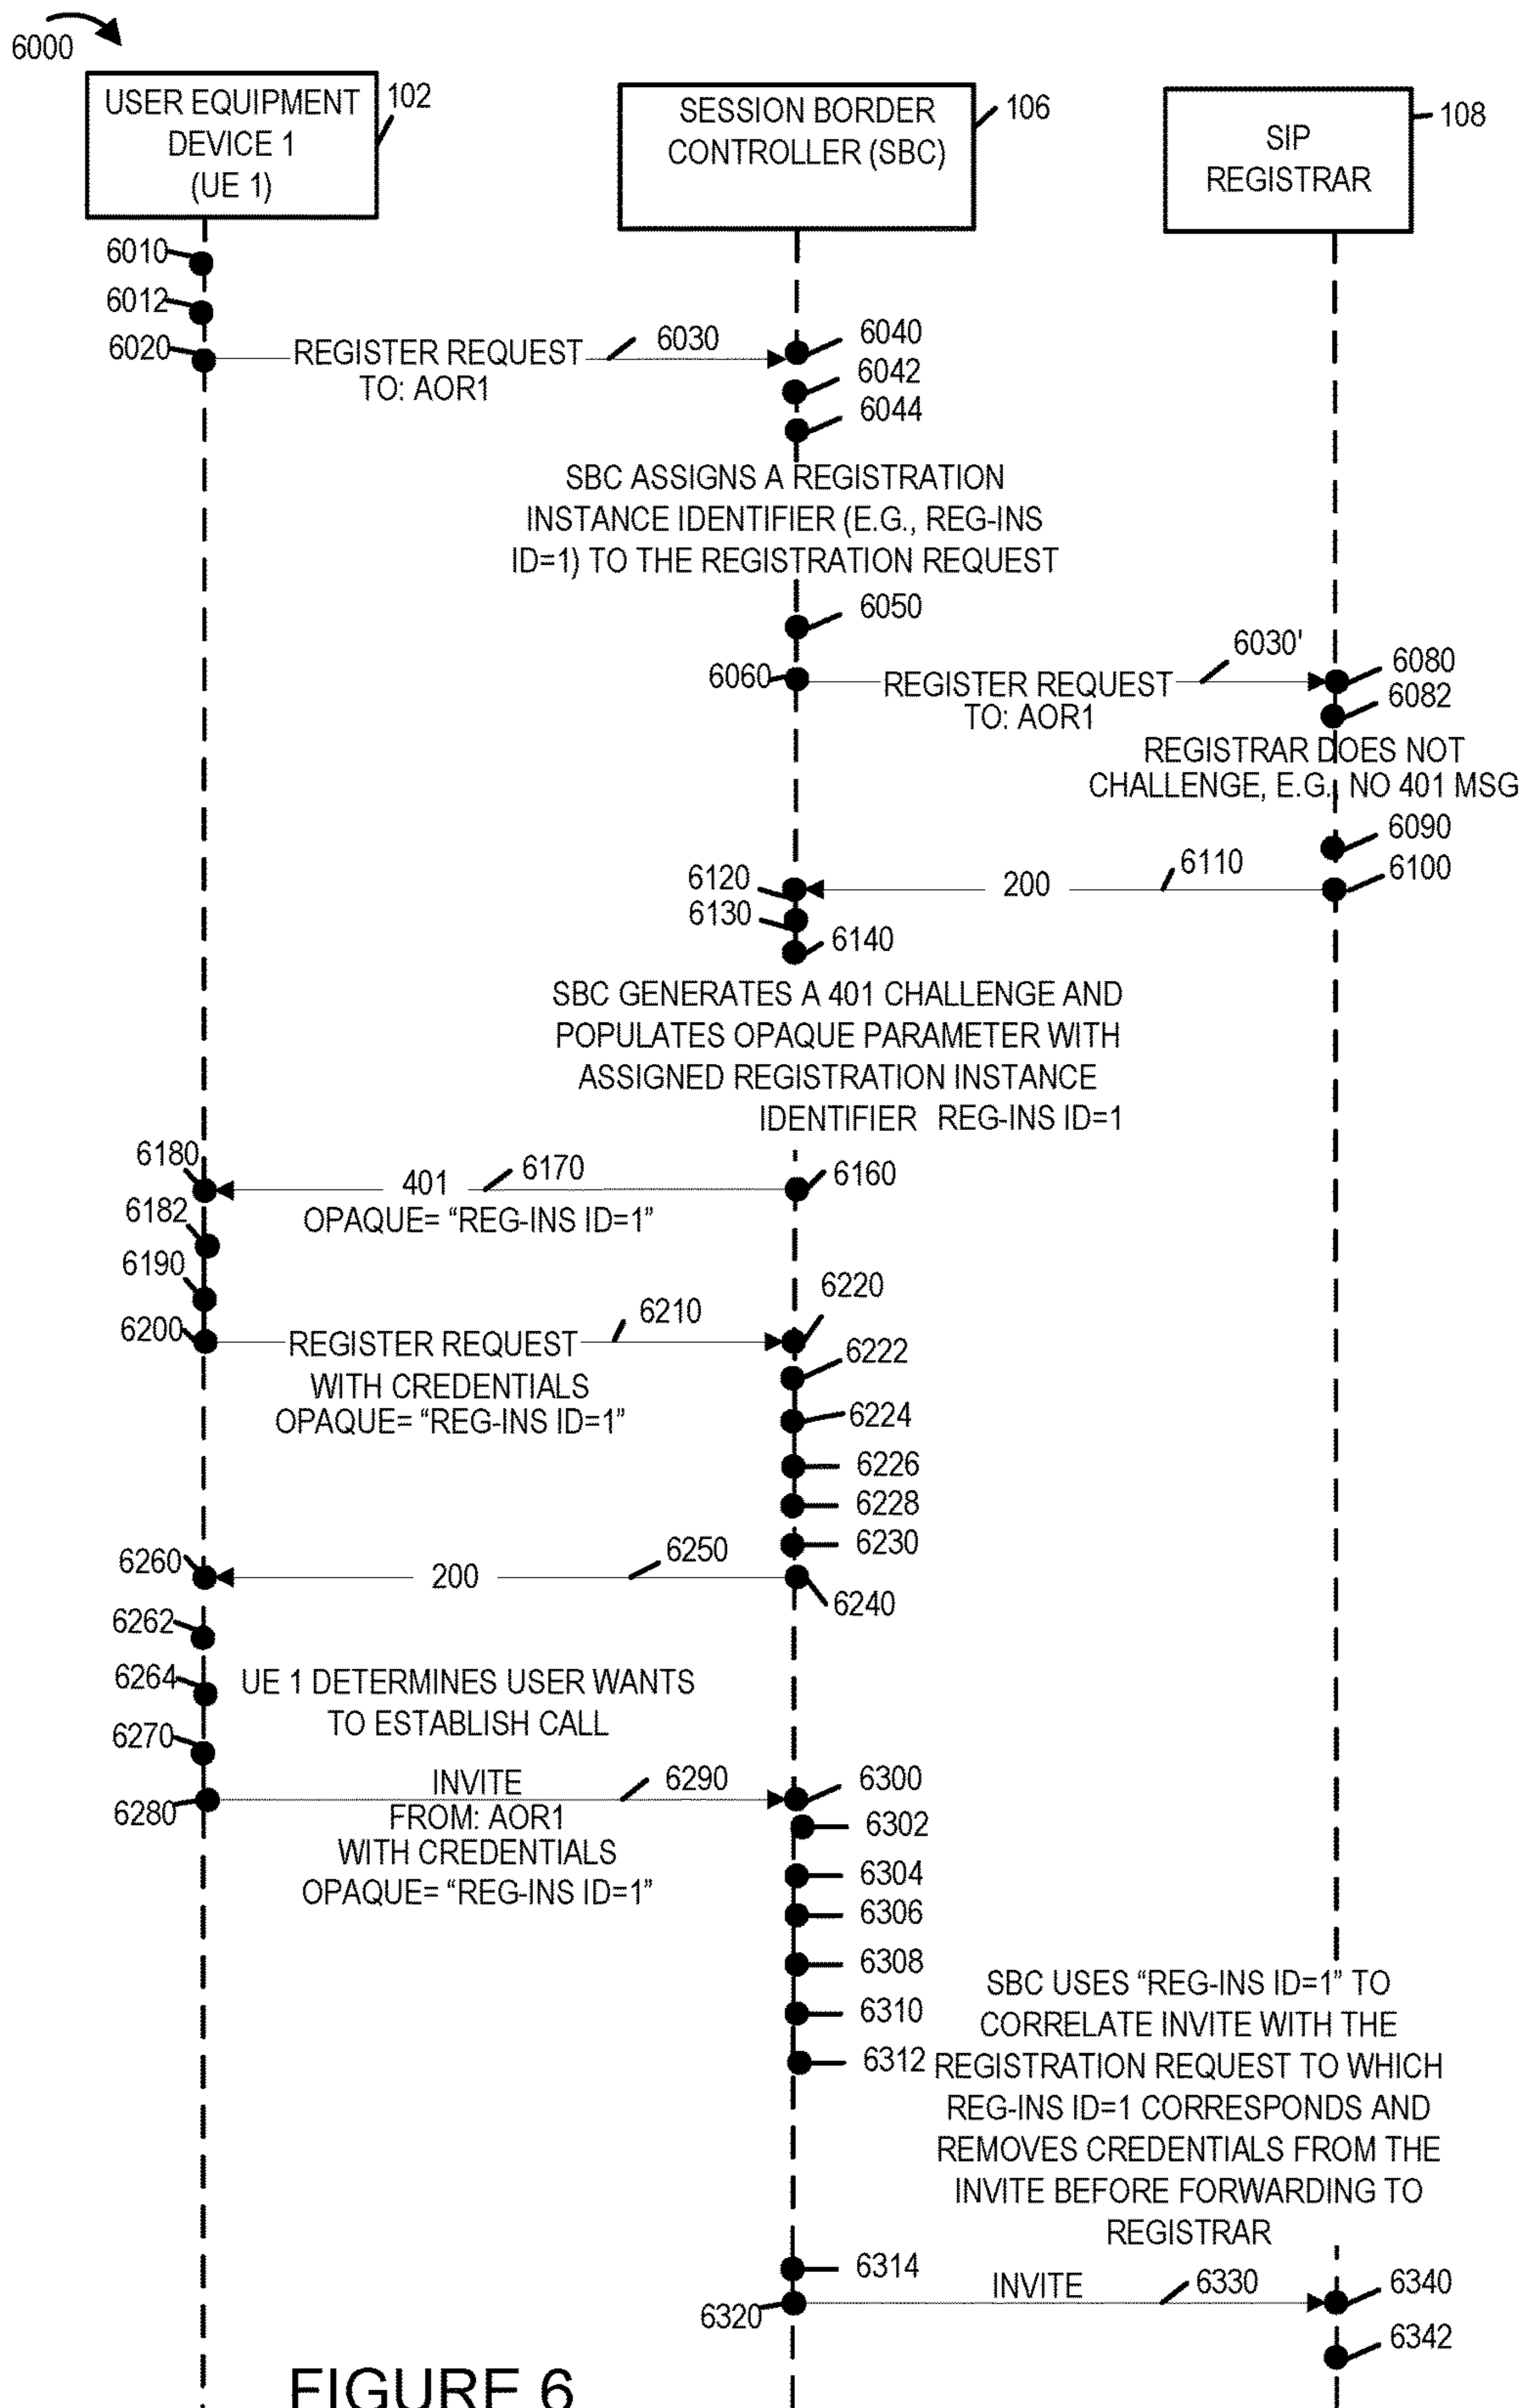 6000
USER EQUIPMENT
DEVICE 1
(UE 1)
102
SESSION BORDER
CONTROLLER (SBC)
106
SIP
REGISTRAR
108
6010
6012
6020
REGISTER REQUEST
TO: AOR1
6030
6040
6042
6044
SBC ASSIGNS A REGISTRATION
INSTANCE IDENTIFIER (E.G., REG-INS
ID=1) TO THE REGISTRATION REQUEST
6050
6060
REGISTER REQUEST
TO: AOR1
6030'
6080
6082
REGISTRAR DOES NOT
CHALLENGE, E.G., NO 401 MSG
6090
6100
6110
200
6120
6130
6140
SBC GENERATES A 401 CHALLENGE AND
POPULATES OPAQUE PARAMETER WITH
ASSIGNED REGISTRATION INSTANCE
IDENTIFIER REG-INS ID=1
6160
6170
401
OPAQUE= “REG-INS ID=1”
6180
6182
6190
6200
REGISTER REQUEST
WITH CREDENTIALS
OPAQUE= “REG-INS ID=1”
6210
6220
6222
6224
6226
6228
6230
6240
6250
200
6260
6262
6264
UE 1 DETERMINES USER WANTS
TO ESTABLISH CALL
6270
6280
INVITE
FROM: AOR1
WITH CREDENTIALS
OPAQUE= “REG-INS ID=1”
6290
6300
6302
6304
6306
6308
6310
6312
SBC USES “REG-INS ID=1” TO
CORRELATE INVITE WITH THE
REGISTRATION REQUEST TO WHICH
REG-INS ID=1 CORRESPONDS AND
REMOVES CREDENTIALS FROM THE
INVITE BEFORE FORWARDING TO
REGISTRAR
6314
6320
INVITE
6330
6340
6342
FIGURE 6